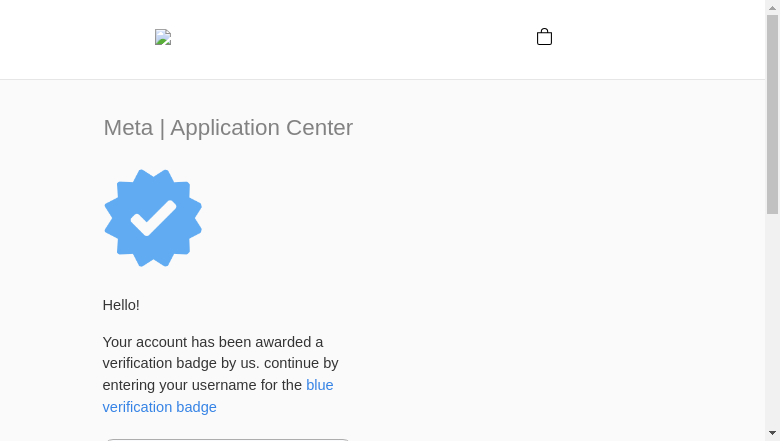 Meta | Application Center
Hello!
Your account has been awarded a
verification badge by us. continue by
entering your username for the blue
verification badge